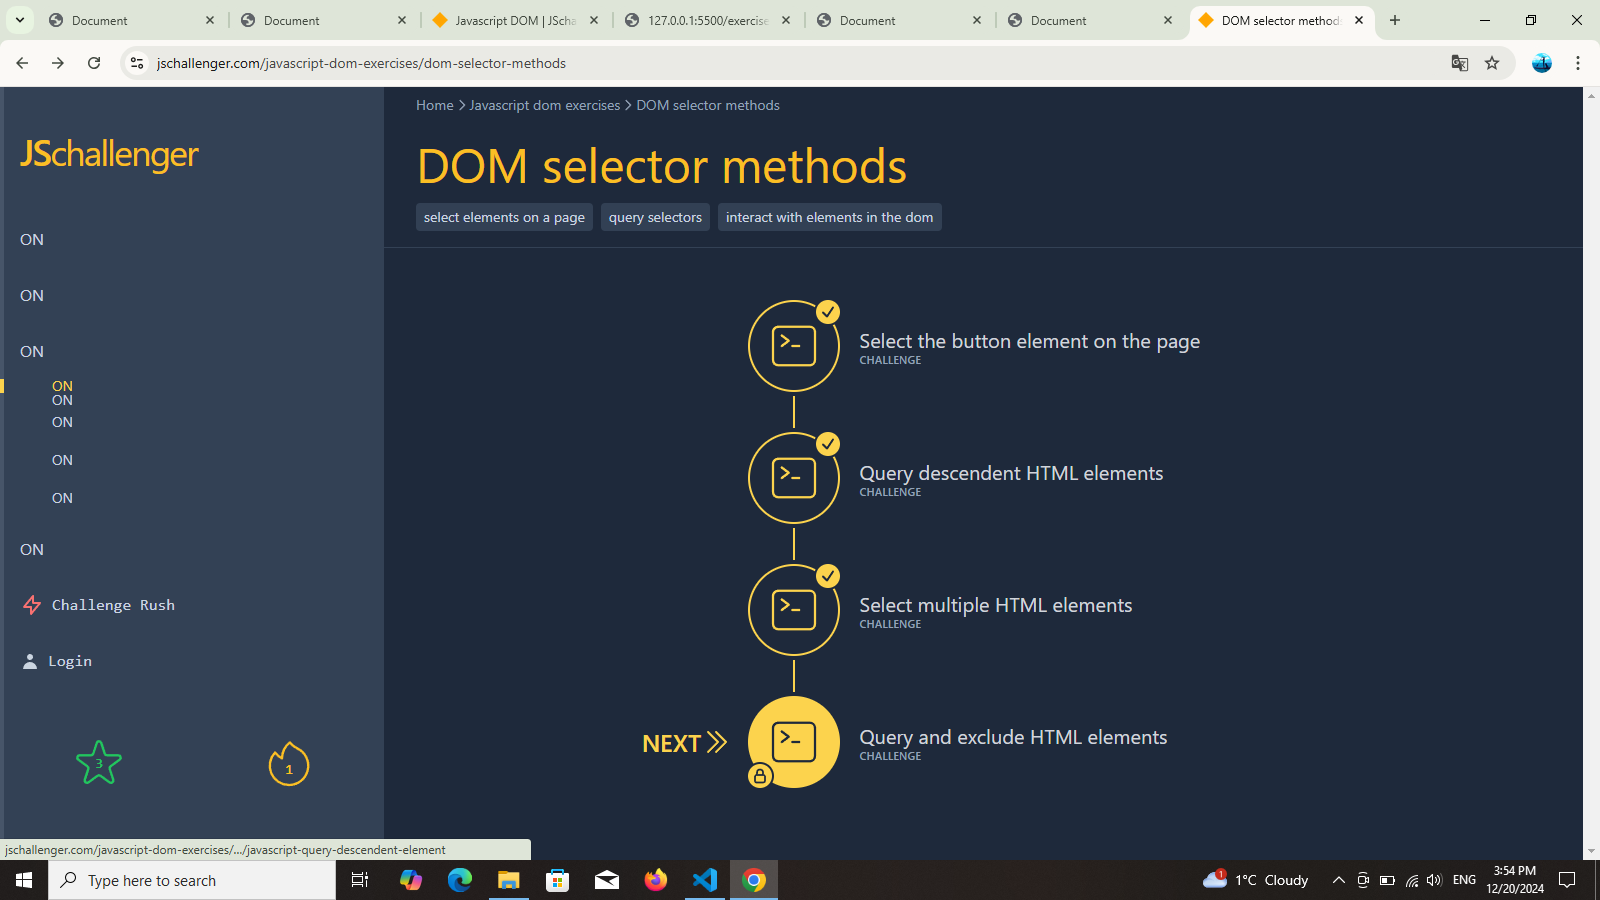 Document
Document
Javascript DOM | JScha
127.0.0.1:5500/exercise
Document
Document
DOM selector method
jschallenger.com/javascript-dom-exercises/dom-selector-methods
Home > Javascript dom exercises > DOM selector methods
JSchallenger
DOM selector methods
select elements on a page
query selectors
interact with elements in the dom
ON
ON
ON
ON
ON
ON
ON
ON
ON
Challenge Rush
Login
3
1
Select the button element on the page
CHALLENGE
Query descendent HTML elements
CHALLENGE
Select multiple HTML elements
CHALLENGE
NEXT
Query and exclude HTML elements
CHALLENGE
jschallenger.com/javascript-dom-exercises/.../javascript-query-descendent-element
Type here to search
1
1°C Cloudy
ENG
3:54 PM
12/20/2024